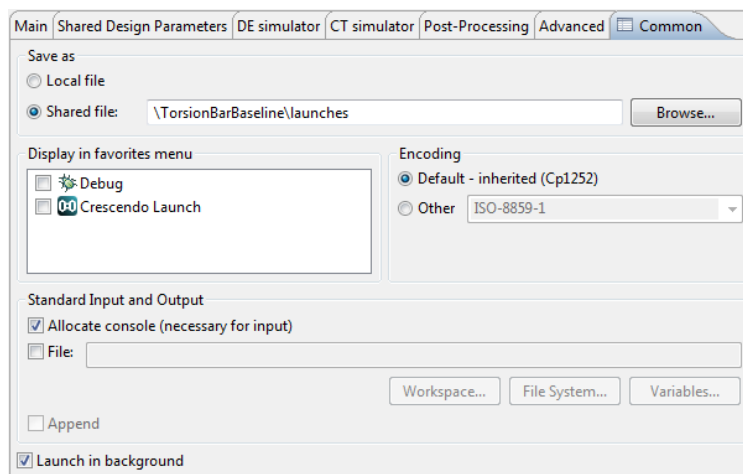 Main Shared Design Parameters DE simulator CT simulator Post-Processing Advanced Common
Save as
Local file
Shared file: \TorsionBarBaseline\launches Browse...
Display in favorites menu
Debug
Crescendo Launch
Encoding
Default - inherited (Cp1252)
Other ISO-8859-1
Standard Input and Output
Allocate console (necessary for input)
File:
Workspace... File System... Variables...
Append
Launch in background